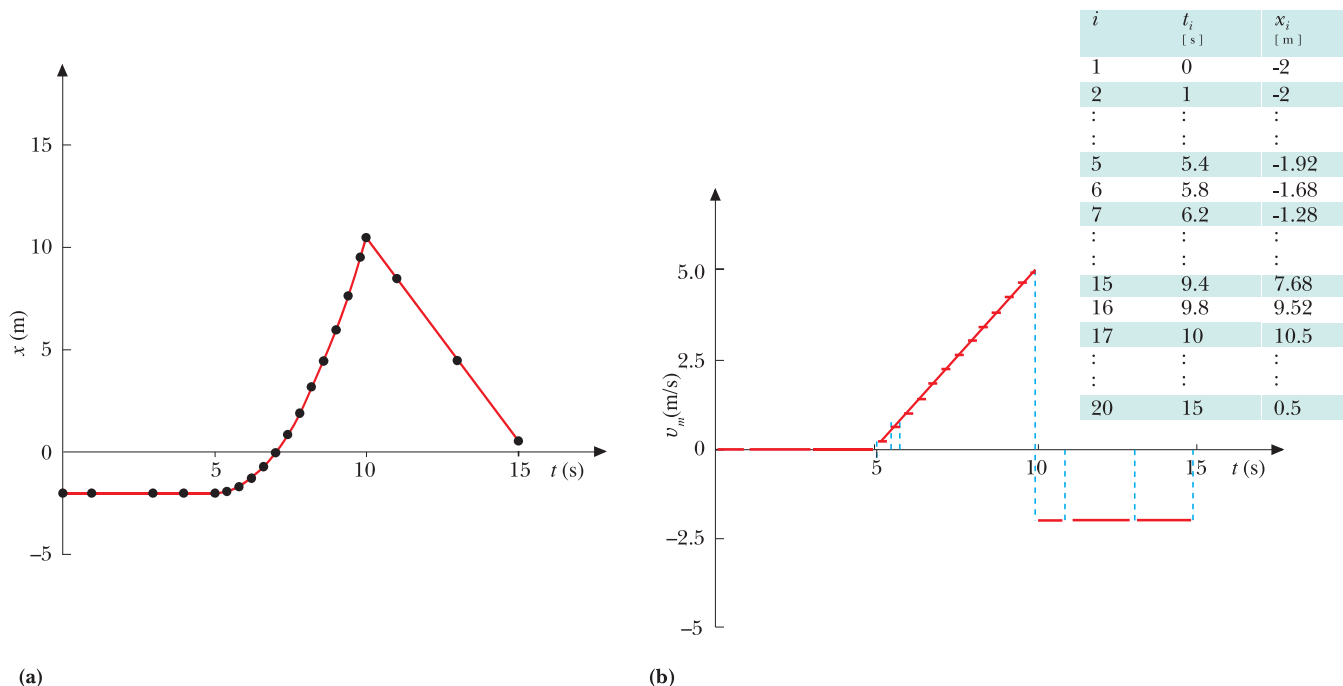 15
10
5
0
−5
x (m)
5
10
15
t (s)
(a)
5.0
2.5
0
−2.5
−5
v_m (m/s)
5
10
15
t (s)
(b)
i t_i x_i
[ s ] [ m ]
1 0 -2
2 1 -2
⋮ ⋮ ⋮
5 5.4 -1.92
6 5.8 -1.68
7 6.2 -1.28
⋮ ⋮ ⋮
15 9.4 7.68
16 9.8 9.52
17 10 10.5
⋮ ⋮ ⋮
20 15 0.5